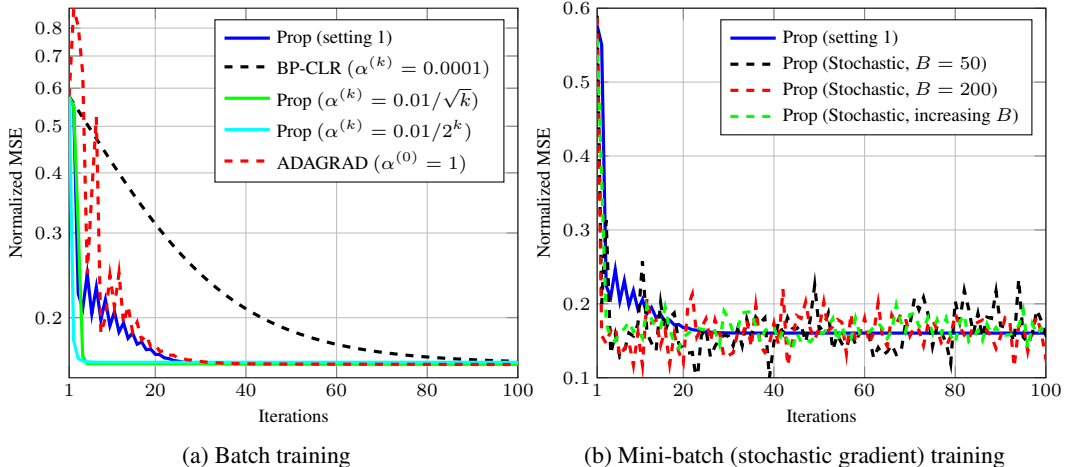 0.8
0.7
0.6
0.5
0.4
0.3
0.2
Normalized MSE
1
20
40
60
80
100
Iterations
Prop (setting 1)
BP-CLR (α^(k) = 0.0001)
Prop (α^(k) = 0.01/√k)
Prop (α^(k) = 0.01/2^k)
ADAGRAD (α^(0) = 1)
(a) Batch training
0.6
0.5
0.4
0.3
0.2
0.1
Normalized MSE
1
20
40
60
80
100
Iterations
Prop (setting 1)
Prop (Stochastic, B = 50)
Prop (Stochastic, B = 200)
Prop (Stochastic, increasing B)
(b) Mini-batch (stochastic gradient) training